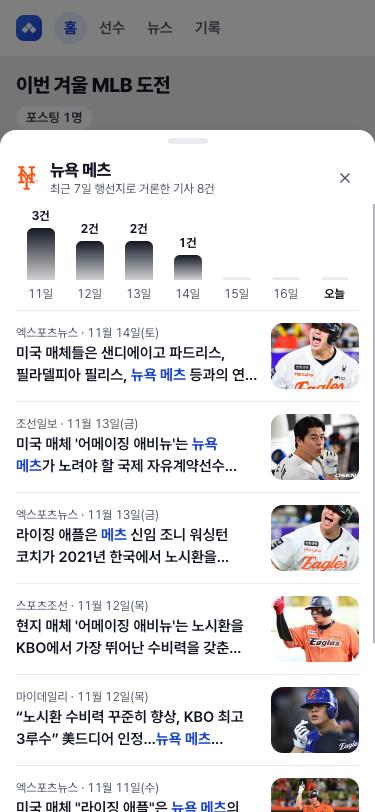 홈 선수 뉴스 기록
이번 겨울 MLB 도전
포스팅 1명
뉴욕 메츠
최근 7일 행선지로 거론한 기사 8건
3건 2건 2건 1건
11일 12일 13일 14일 15일 16일 오늘
엑스포츠뉴스 · 11월 14일(토)
미국 매체들은 샌디에이고 파드리스,
필라델피아 필리스, 뉴욕 메츠 등과의 연...
조선일보 · 11월 13일(금)
미국 매체 '어메이징 애비뉴'는 뉴욕
메츠가 노려야 할 국제 자유계약선수...
엑스포츠뉴스 · 11월 13일(금)
라이징 애플은 메츠 신임 조니 워싱턴
코치가 2021년 한국에서 노시환을...
스포츠조선 · 11월 12일(목)
현지 매체 '어메이징 애비뉴'는 노시환을
KBO에서 가장 뛰어난 수비력을 갖춘...
마이데일리 · 11월 12일(목)
“노시환 수비력 꾸준히 향상, KBO 최고
3루수” 美드디어 인정...뉴욕 메츠...
엑스포츠뉴스 · 11월 11일(수)
미국 매체 "라이징 애플"은 뉴욕 메츠의